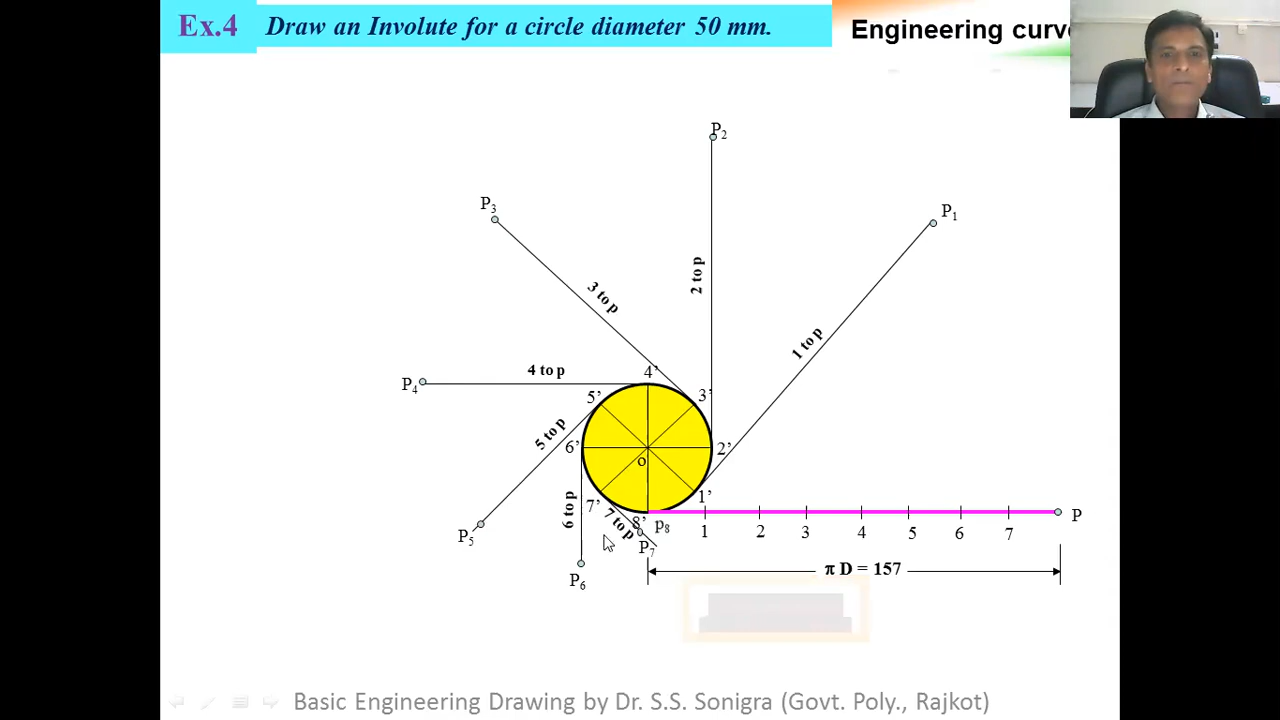 Ex.4
Draw an Involute for a circle diameter 50 mm.
Engineering curv
P2
P3
P1
2 to p
3 to p
1 to p
4 to p
4’
P4
5’
3’
5 to p
6’
2’
o
1’
6 to p
7’
7 to p
8’
p8
P
1
2
3
4
5
6
7
P5
P7
P6
π D = 157
Basic Engineering Drawing by Dr. S.S. Sonigra (Govt. Poly., Rajkot)